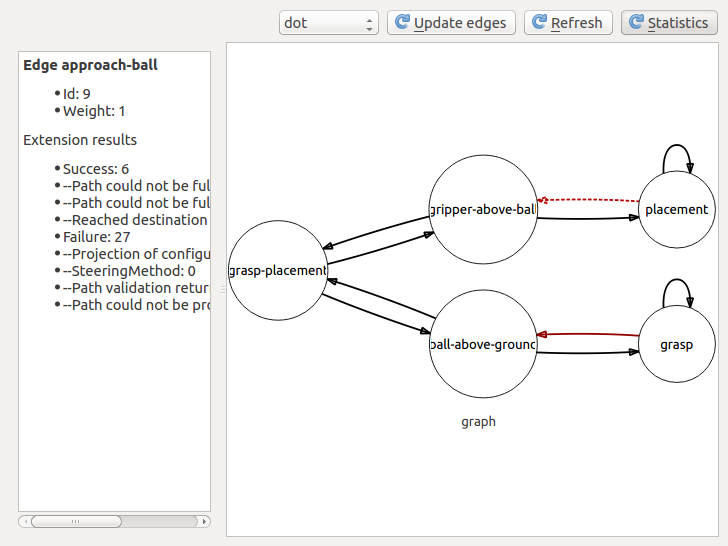 dot
Update edges
Refresh
Statistics
Edge approach-ball
Id: 9
Weight: 1
Extension results
Success: 6
--Path could not be ful
--Path could not be ful
--Reached destination
Failure: 27
--Projection of configu
--SteeringMethod: 0
--Path validation retur
--Path could not be pro
gripper-above-ball
placement
grasp-placement
ball-above-ground
grasp
graph